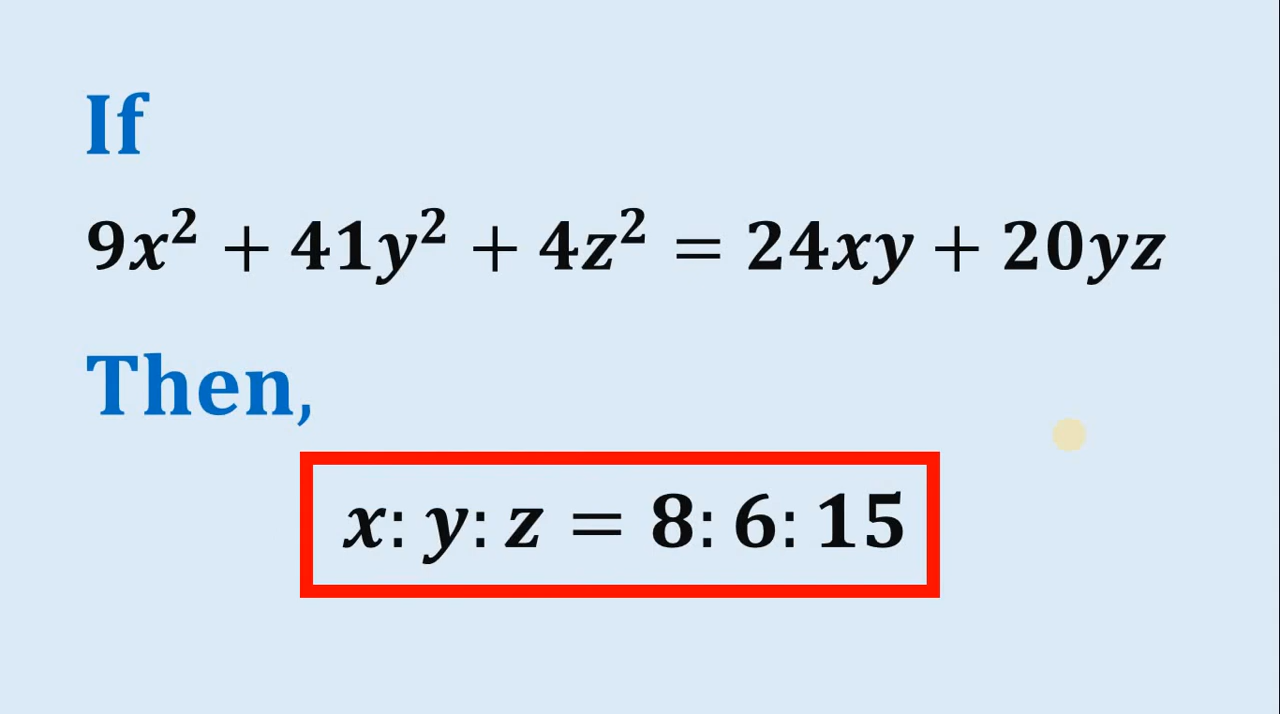 If
9x² + 41y² + 4z² = 24xy + 20yz
Then,
x: y: z = 8: 6: 15